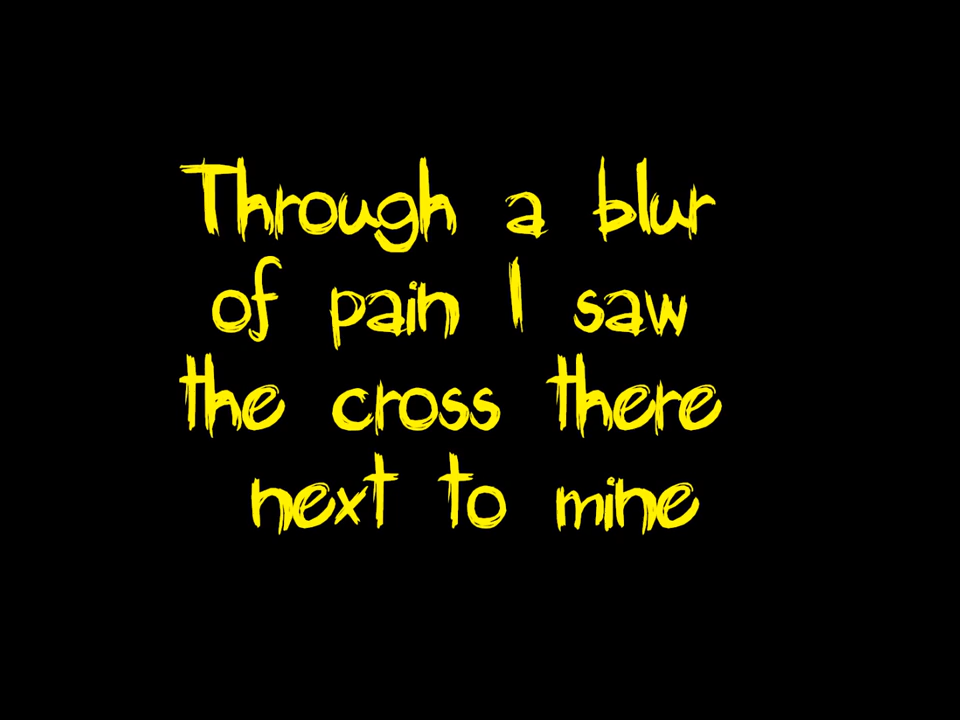 Through a blur
of pain I saw
the cross there
next to mine